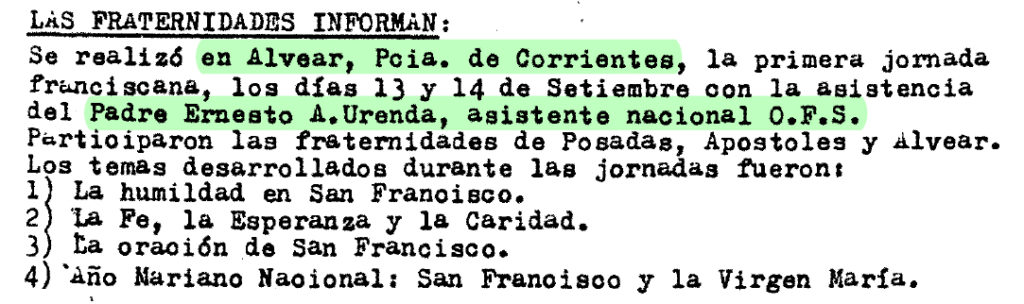 LAS FRATERNIDADES INFORMAN:
Se realizó en Alvear, Pcia. de Corrientes, la primera jornada
franciscana, los días 13 y 14 de Setiembre con la asistencia
del Padre Ernesto A.Urenda, asistente nacional O.F.S.
Participaron las fraternidades de Posadas, Apostoles y Alvear.
Los temas desarrollados durante las jornadas fueron:
1) La humildad en San Francisco.
2) La Fe, la Esperanza y la Caridad.
3) La oración de San Francisco.
4) Año Mariano Nacional: San Francisco y la Virgen María.